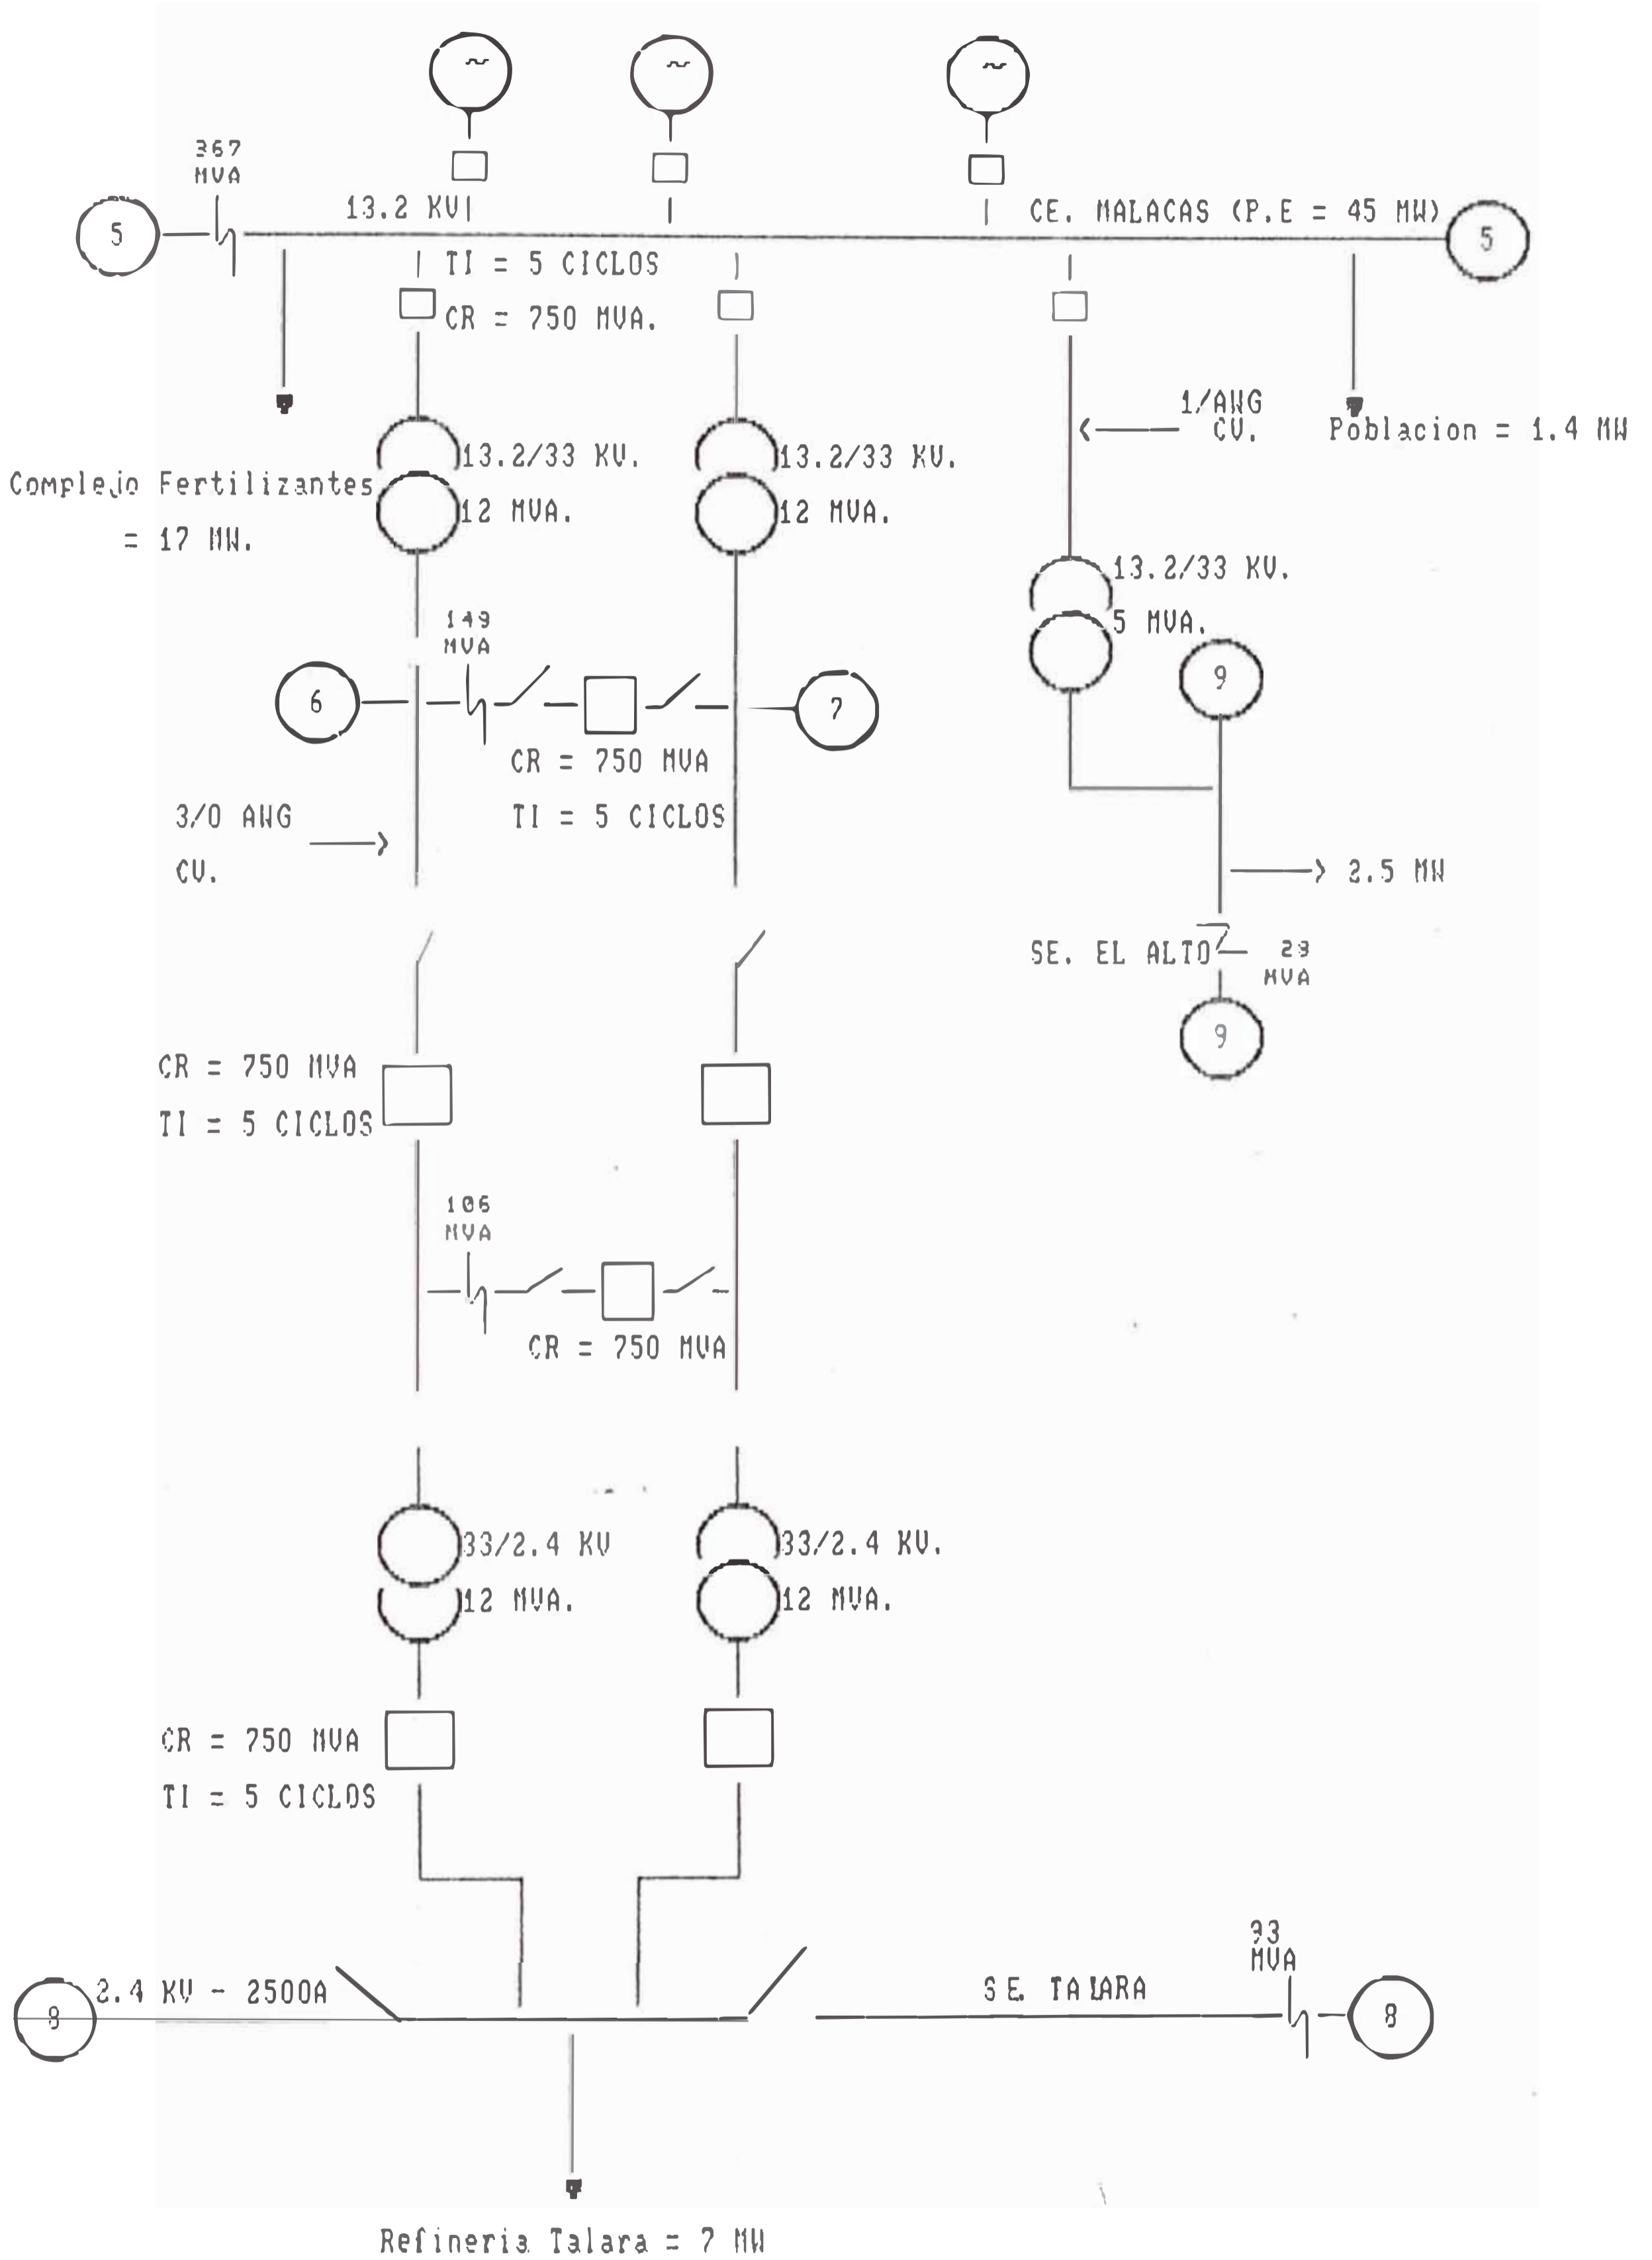 367
MVA
13.2 KV
CE. MALACAS (P.E = 45 MW)
5
5
TI = 5 CICLOS
CR = 750 MVA.
1/AWG
CV.
Poblacion = 1.4 MW
13.2/33 KV.
12 MVA.
13.2/33 KV.
12 MVA.
Complejo Fertilizantes
= 17 MW.
13.2/33 KV.
5 MVA.
149
MVA
6
7
9
CR = 750 MVA
TI = 5 CICLOS
3/0 AWG
CV.
2.5 MW
SE. EL ALTO
MVA
9
CR = 750 MVA
TI = 5 CICLOS
106
MVA
CR = 750 MVA
33/2.4 KV
12 MVA.
33/2.4 KV.
12 MVA.
CR = 750 MVA
TI = 5 CICLOS
93
MVA
2.4 KV - 2500A
SE. TALARA
8
8
Refineria Talara = 7 MW